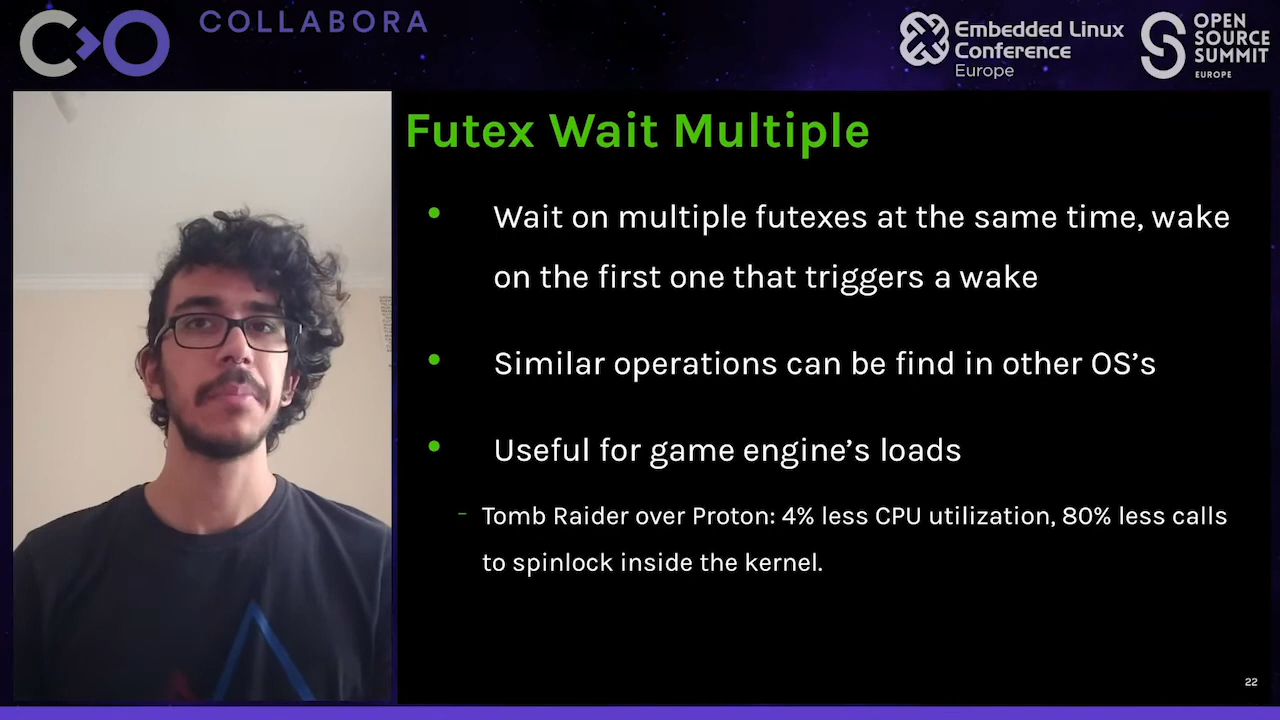 COLLABORA
Embedded Linux
Conference
Europe
OPEN
SOURCE
SUMMIT
EUROPE
Futex Wait Multiple
• Wait on multiple futexes at the same time, wake
on the first one that triggers a wake
• Similar operations can be find in other OS’s
• Useful for game engine’s loads
– Tomb Raider over Proton: 4% less CPU utilization, 80% less calls
to spinlock inside the kernel.
22